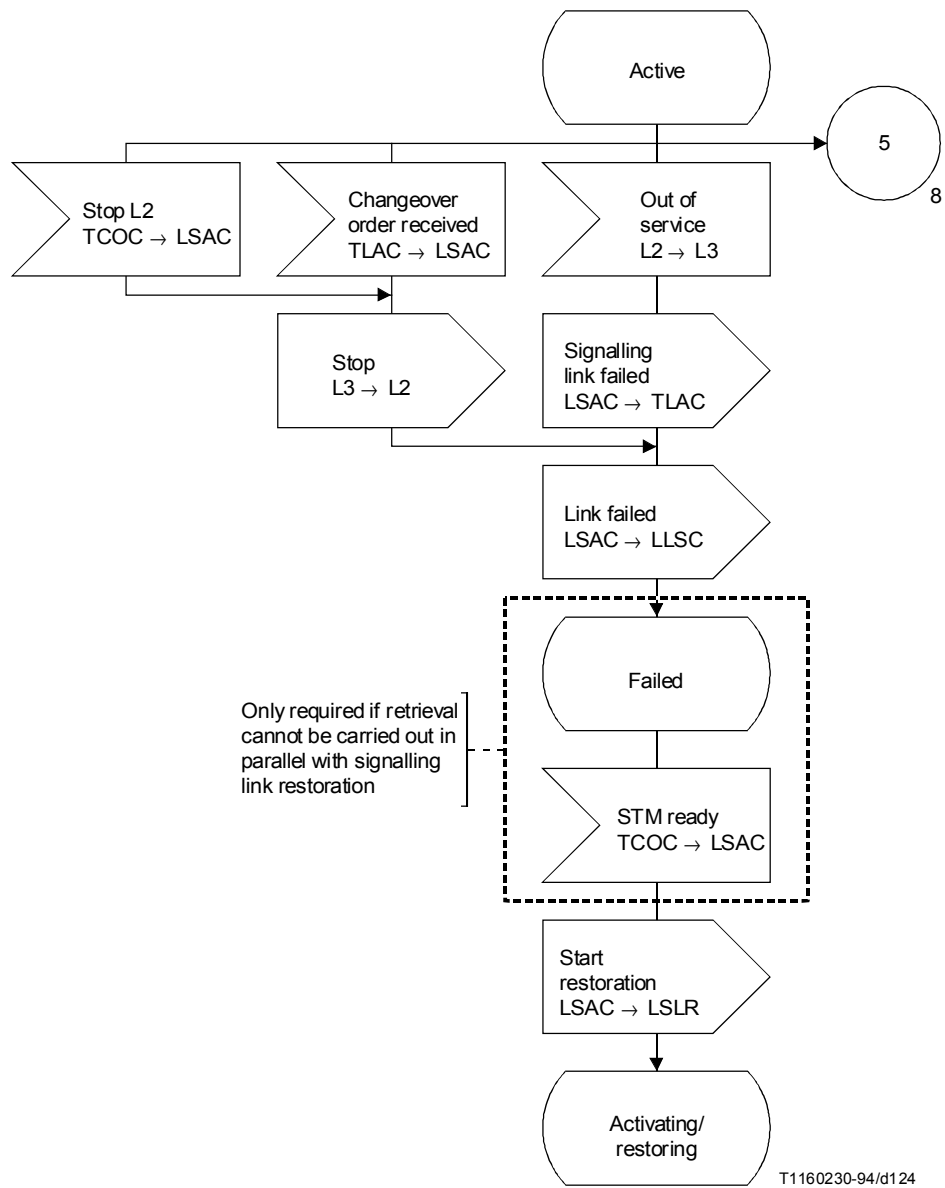 Active
5
8
Stop L2
TCOC → LSAC
Changeover
order received
TLAC → LSAC
Out of
service
L2 → L3
Stop
L3 → L2
Signalling
link failed
LSAC → TLAC
Link failed
LSAC → LLSC
Failed
Only required if retrieval
cannot be carried out in
parallel with signalling
link restoration
STM ready
TCOC → LSAC
Start
restoration
LSAC → LSLR
Activating/
restoring
T1160230-94/d124